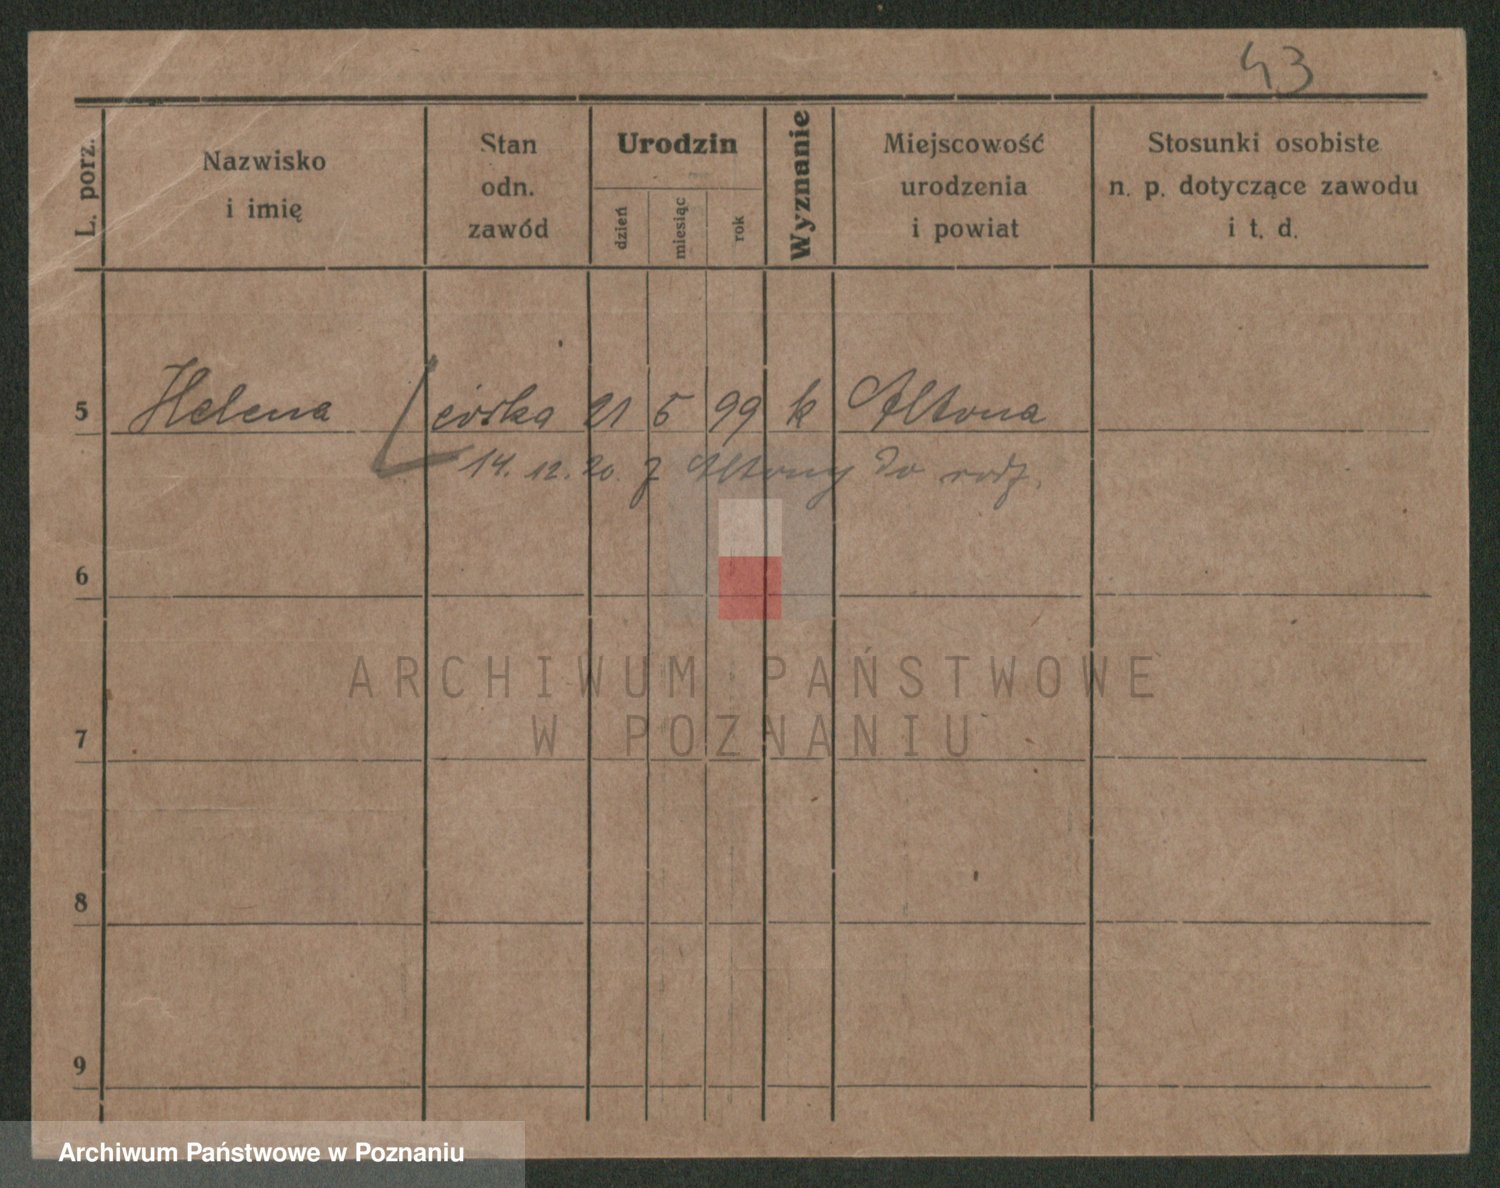 43
L. porz.
Nazwisko
i imię
Stan
odn.
zawód
Urodzin
dzień
miesiąc
rok
Wyznanie
Miejscowość
urodzenia
i powiat
Stosunki osobiste
n. p. dotyczące zawodu
i t. d.
5 Helena córka 21 5 99 k Altona
14. 12. 20. z Altony do rodz.
6
ARCHIWUM PAŃSTWOWE
W POZNANIU
7
8
9
Archiwum Państwowe w Poznaniu